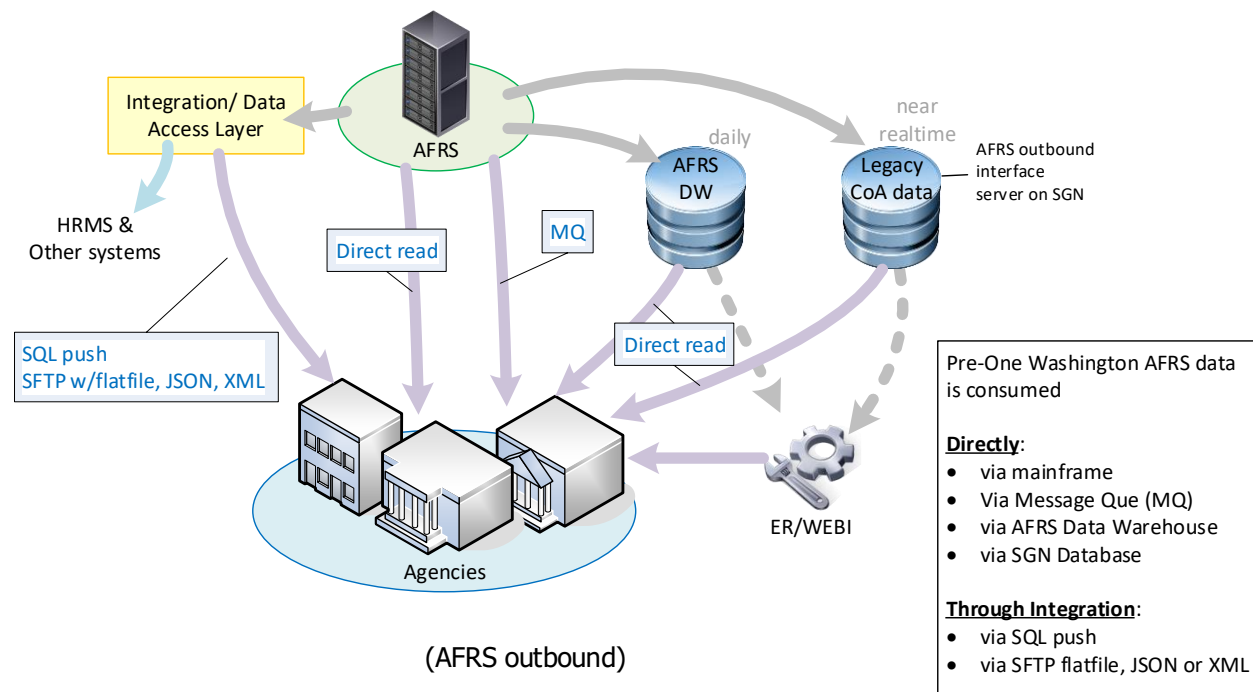 Integration/ Data
Access Layer
AFRS
daily
near
realtime
AFRS
DW
Legacy
CoA data
AFRS outbound
interface
server on SGN
HRMS &
Other systems
Direct read
MQ
SQL push
SFTP w/flatfile, JSON, XML
Direct read
ER/WEBI
Agencies
(AFRS outbound)
Pre-One Washington AFRS data
is consumed
Directly:
• via mainframe
• Via Message Que (MQ)
• via AFRS Data Warehouse
• via SGN Database
Through Integration:
• via SQL push
• via SFTP flatfile, JSON or XML